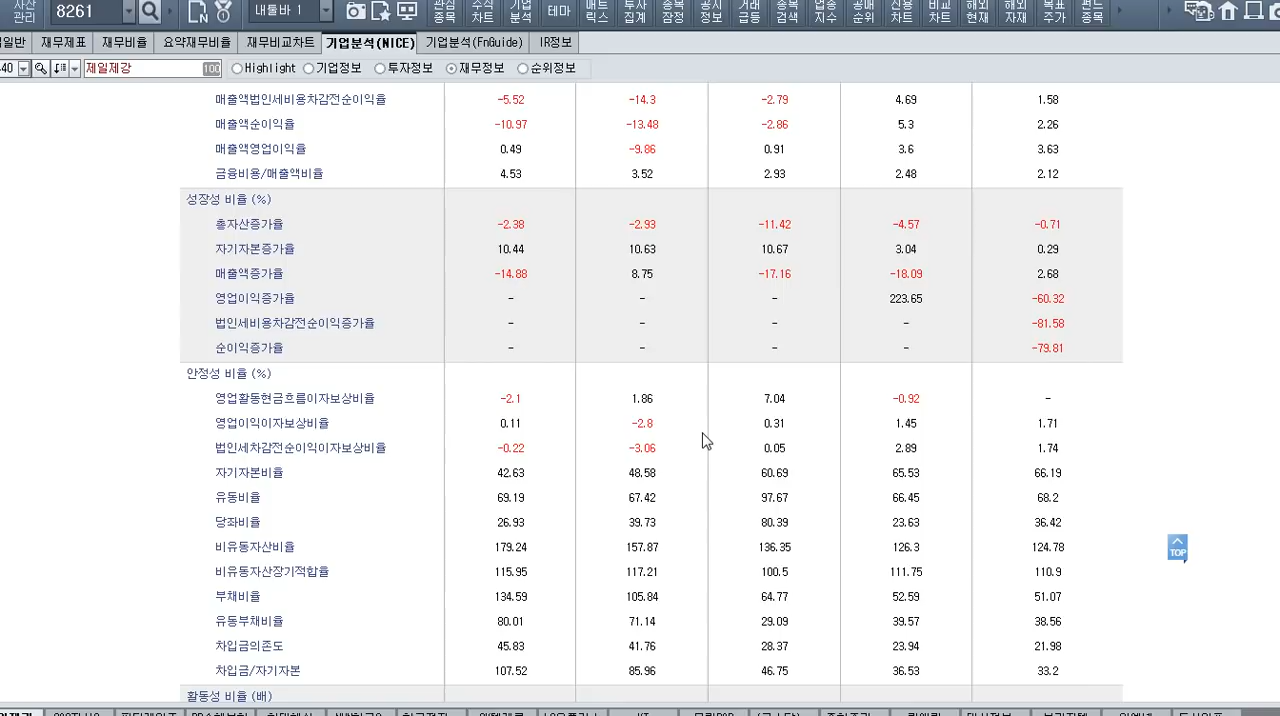 자산 8261 내툴바 1 관심 수식 기업 테마 매트 투자 종목 공시 거래 종목 업종 공매 신용 비교 해외 해외 목표 펀드
관리 종목 차트 분석 릭스 집계 잠정 정보 급등 검색 지수 순위 차트 차트 현재 자재 주가 종목
일반 재무제표 재무비율 요약재무비율 재무비교차트 기업분석(NICE) 기업분석(FnGuide) IR정보
40 제일제강 100 Highlight 기업정보 투자정보 재무정보 순위정보
매출액법인세비용차감전순이익율 -5.52 -14.3 -2.79 4.69 1.58
매출액순이익율 -10.97 -13.48 -2.86 5.3 2.26
매출액영업이익율 0.49 -9.86 0.91 3.6 3.63
금융비용/매출액비율 4.53 3.52 2.93 2.48 2.12
성장성 비율 (%)
총자산증가율 -2.38 -2.93 -11.42 -4.57 -0.71
자기자본증가율 10.44 10.63 10.67 3.04 0.29
매출액증가율 -14.88 8.75 -17.16 -18.09 2.68
영업이익증가율 - - - 223.65 -60.32
법인세비용차감전순이익증가율 - - - - -81.58
순이익증가율 - - - - -79.81
안정성 비율 (%)
영업활동현금흐름이자보상비율 -2.1 1.86 7.04 -0.92 -
영업이익이자보상비율 0.11 -2.8 0.31 1.45 1.71
법인세차감전순이익이자보상비율 -0.22 -3.06 0.05 2.89 1.74
자기자본비율 42.63 48.58 60.69 65.53 66.19
유동비율 69.19 67.42 97.67 66.45 68.2
당좌비율 26.93 39.73 80.39 23.63 36.42
비유동자산비율 179.24 157.87 136.35 126.3 124.78
비유동자산장기적합율 115.95 117.21 100.5 111.75 110.9
TOP
부채비율 134.59 105.84 64.77 52.59 51.07
유동부채비율 80.01 71.14 29.09 39.57 38.56
차입금의존도 45.83 41.76 28.37 23.94 21.98
차입금/자기자본 107.52 85.96 46.75 36.53 33.2
활동성 비율 (배)